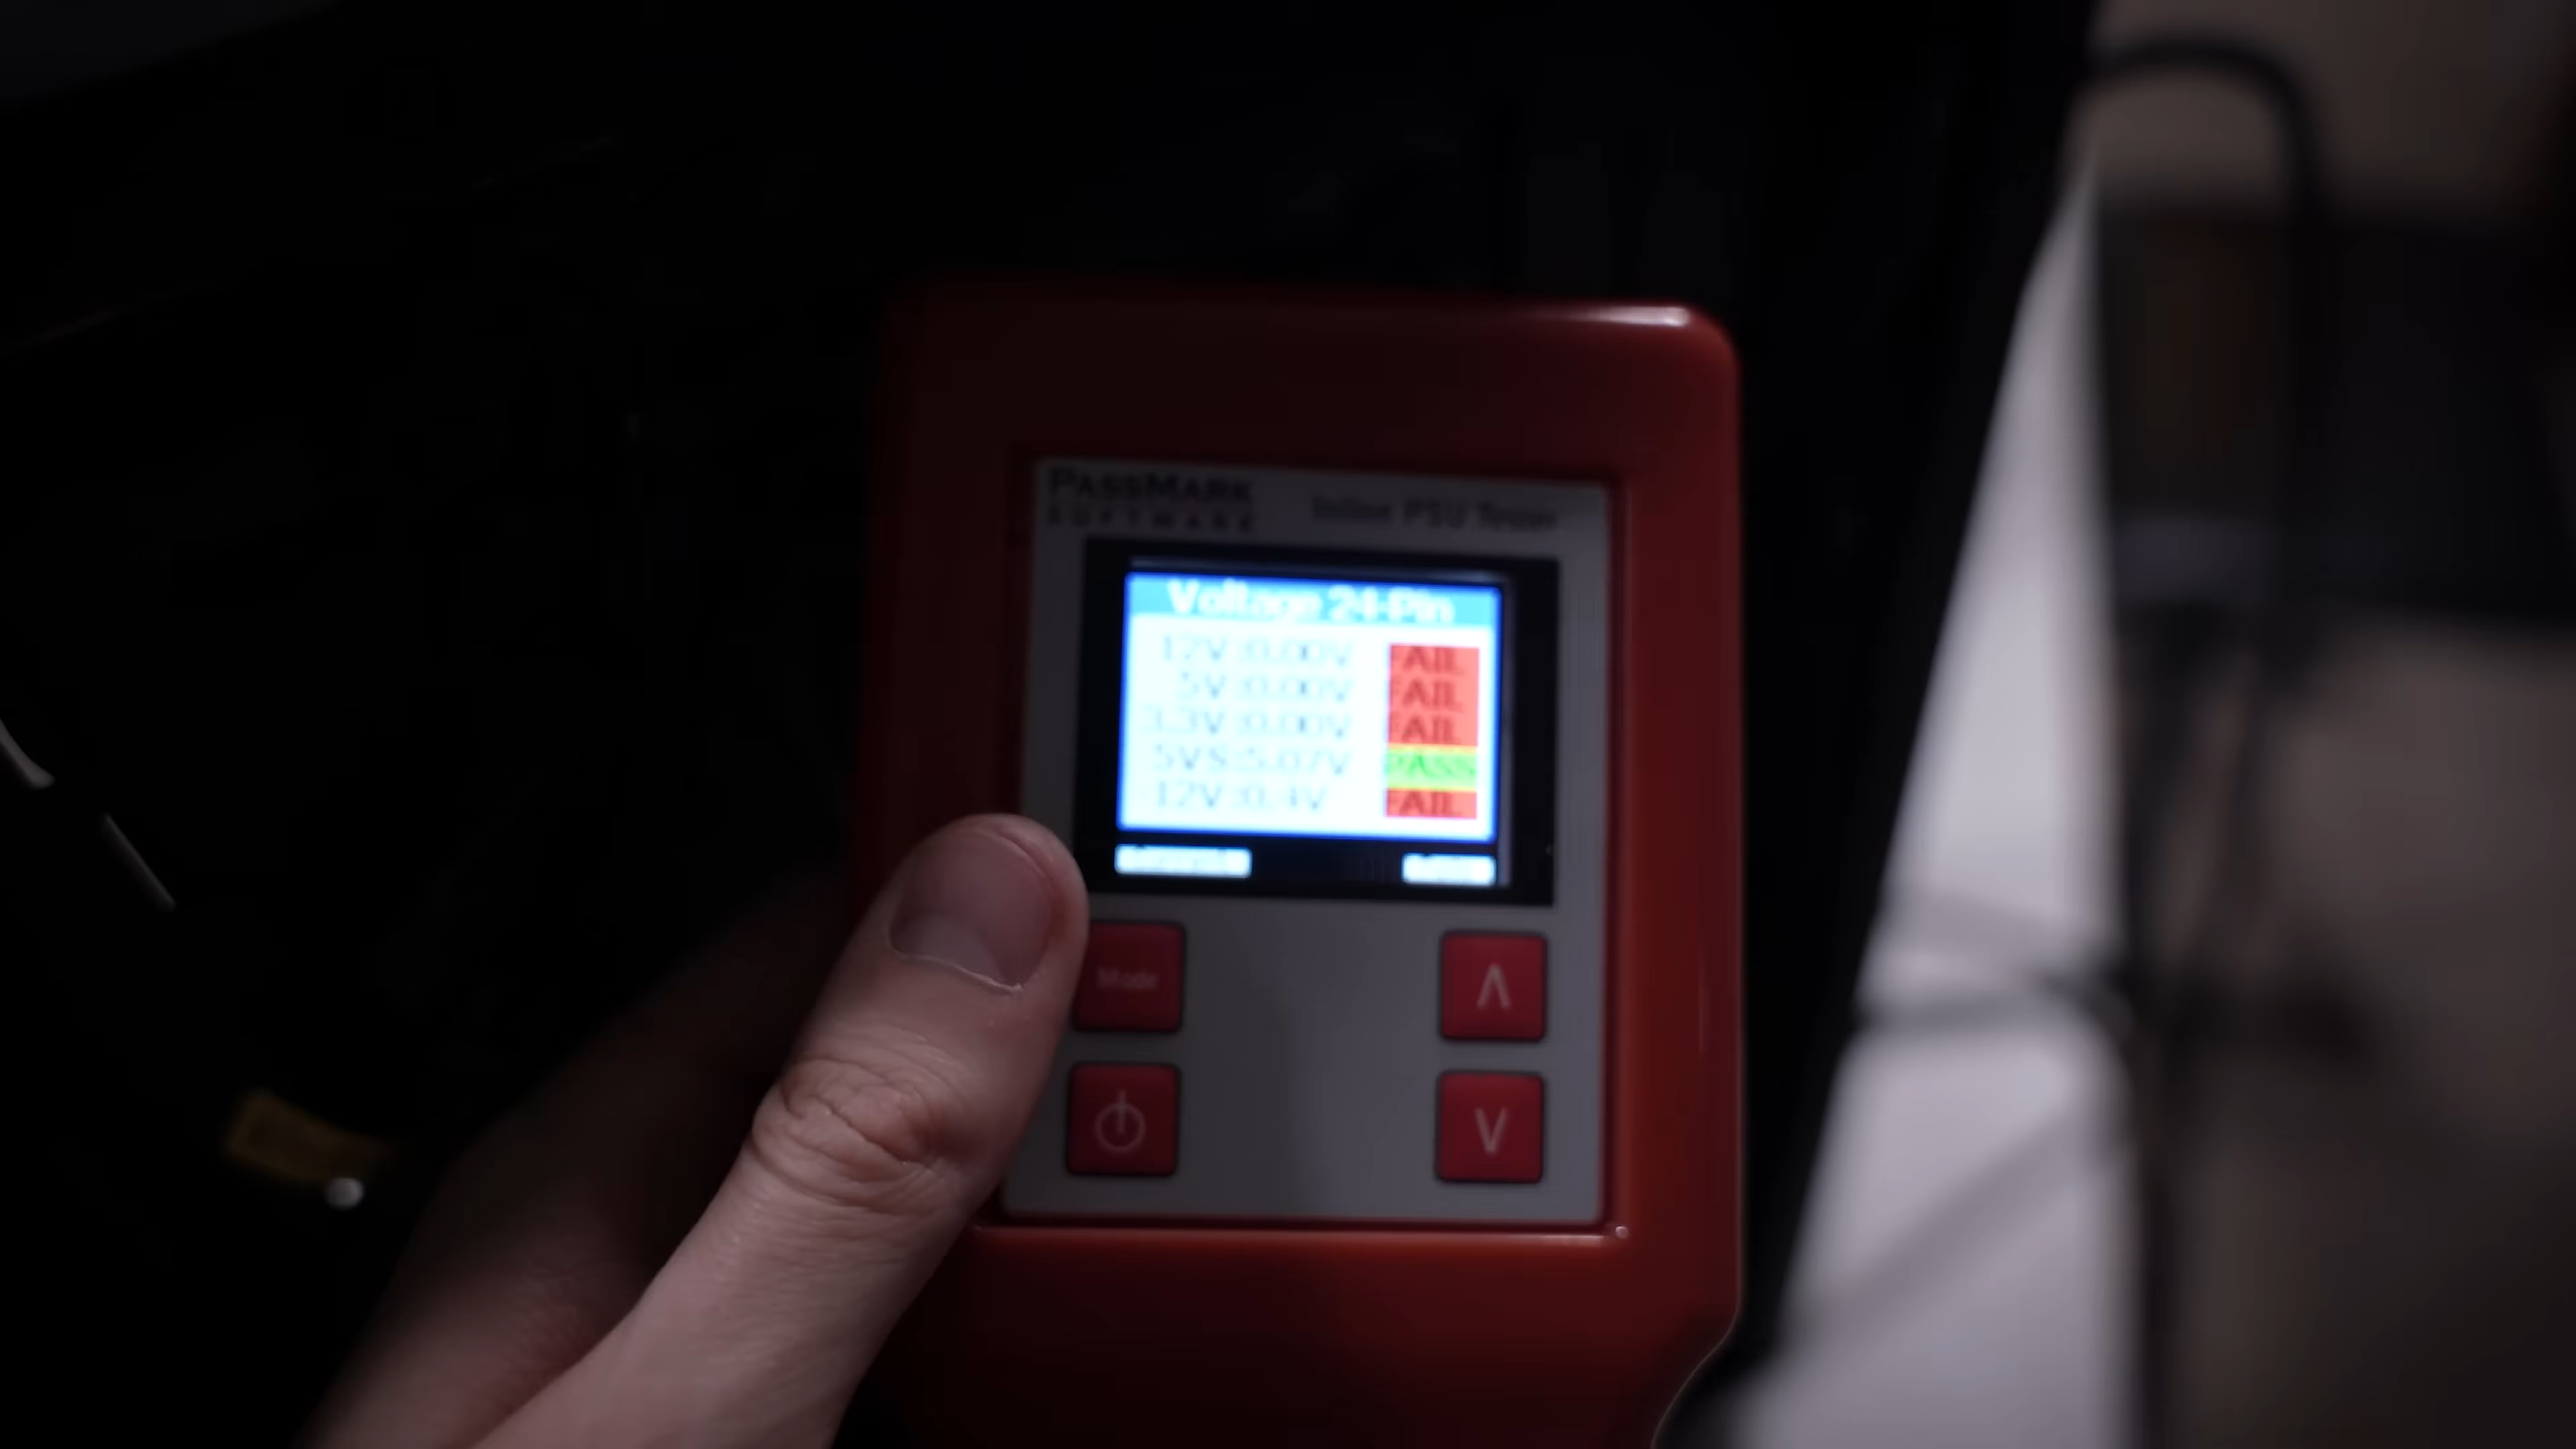 PASSMARK
SOFTWARE
Inline PSU Tester
Voltage 24-Pin
12V :0.00V FAIL
5V :0.00V FAIL
3.3V :0.00V FAIL
5VS:5.07V PASS
-12V :0.4V FAIL
Mode